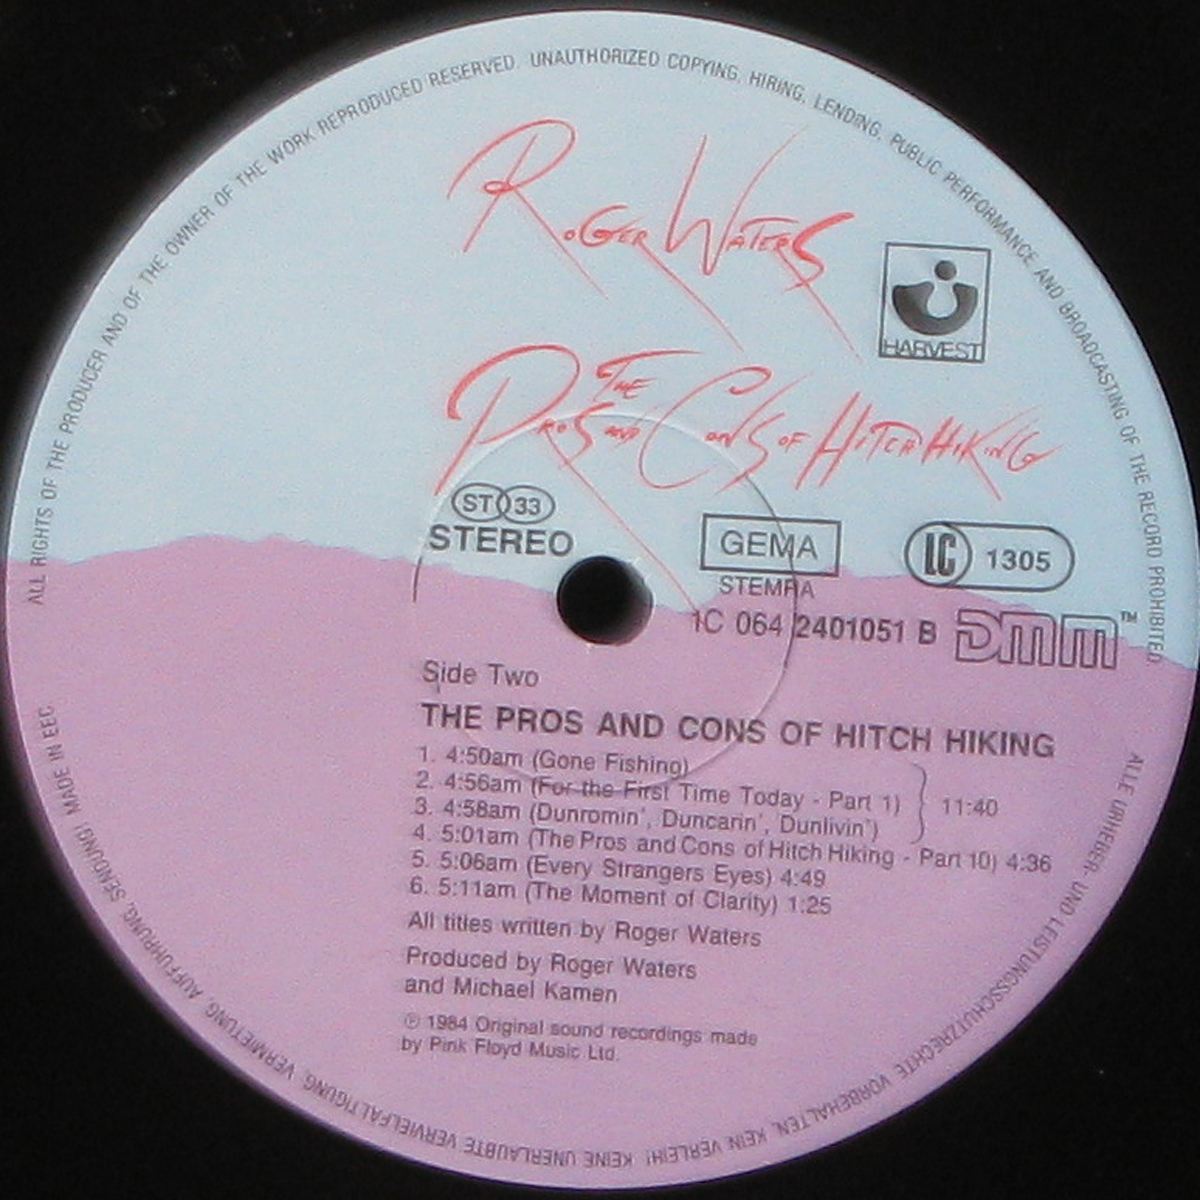 ALL RIGHTS OF THE PRODUCER AND OF THE OWNER OF THE WORK REPRODUCED RESERVED. UNAUTHORIZED COPYING, HIRING, LENDING, PUBLIC PERFORMANCE AND BROADCASTING OF THE RECORD PROHIBITED
ROGER WATERS
HARVEST
THE
PROS AND CONS OF HITCH HIKING
ST 33
STEREO
GEMA
STEMRA
LC 1305
1C 064 2401051 B DMM™
Side Two
THE PROS AND CONS OF HITCH HIKING
1. 4:50am (Gone Fishing)
2. 4:56am (For the First Time Today - Part 1)
11:40
3. 4:58am (Dunromin', Duncarin', Dunlivin')
4. 5:01am (The Pros and Cons of Hitch Hiking - Part 10) 4:36
5. 5:06am (Every Strangers Eyes) 4:49
6. 5:11am (The Moment of Clarity) 1:25
All titles written by Roger Waters
Produced by Roger Waters
and Michael Kamen
℗ 1984 Original sound recordings made
by Pink Floyd Music Ltd.
ALLE URHEBER- UND LEISTUNGSSCHUTZRECHTE VORBEHALTEN. KEIN VERLEIH! KEINE UNERLAUBTE VERVIELFÄLTIGUNG, VERMIETUNG, AUFFÜHRUNG, SENDUNG! MADE IN EEC